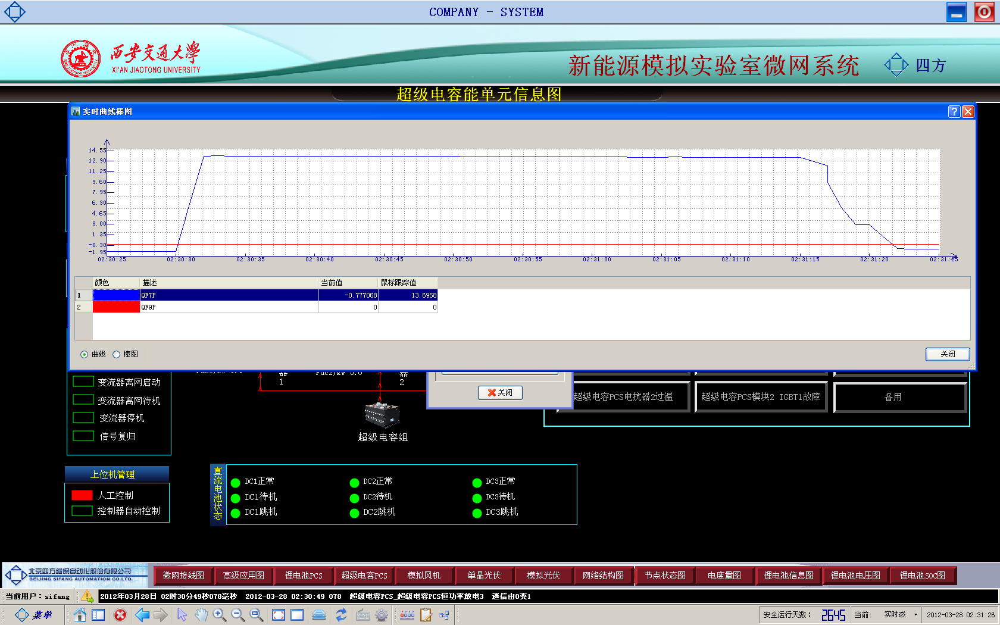 COMPANY - SYSTEM
西安交通大學
XI'AN JIAOTONG UNIVERSITY
新能源模拟实验室微网系统
四方
超级电容能单元信息图
实时曲线棒图
14.55
12.90
11.25
9.60
7.95
6.30
4.65
3.00
1.35
-0.30
-1.95
02:30:25 02:30:30 02:30:35 02:30:40 02:30:45 02:30:50 02:30:55 02:31:00 02:31:05 02:31:10 02:31:15 02:31:20 02:31:25
颜色 描述 当前值 鼠标跟踪值
1 QF7P -0.777068 13.6958
2 QF9P 0 0
曲线 棒图
关闭
器 器
1 2
变流器离网启动
变流器离网待机
变流器停机
信号复归
关闭
超级电容PCS电抗器2过温
超级电容PCS模块2 IGBT1故障
备用
超级电容组
上位机管理
人工控制
控制器自动控制
直流电池状态
DC1正常 DC2正常 DC3正常
DC1待机 DC2待机 DC3待机
DC1跳机 DC2跳机 DC3跳机
北京四方继保自动化股份有限公司
BEIJING SIFANG AUTOMATION CO.LTD.
微网接线图 高级应用图 锂电池PCS 超级电容PCS 模拟风机 单晶光伏 模拟光伏 网络结构图 节点状态图 电度量图 锂电池信息图 锂电池电压图 锂电池SOC图
当前用户：sifang
2012年03月28日 02时30分49秒078毫秒 2012-03-28 02:30:49 078 超级电容PCS_超级电容PCS恒功率放电3 遥信由0变1
菜单
安全运行天数： 2645 当前: 实时态 2012-03-28 02:31:26